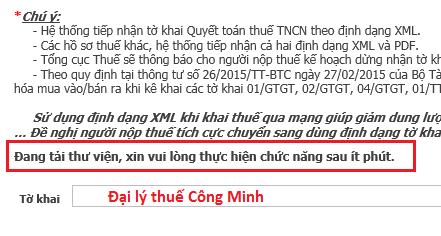 *Chú ý:
- Hệ thống tiếp nhận tờ khai Quyết toán thuế TNCN theo định dạng XML.
- Các hồ sơ thuế khác, hệ thống tiếp nhận cả hai định dạng XML và PDF.
- Tổng cục Thuế sẽ thông báo cho người nộp thuế kế hoạch dừng nhận tờ kh
- Theo quy định tại thông tư số 26/2015/TT-BTC ngày 27/02/2015 của Bộ Tà
hóa mua vào/bán ra khi kê khai các tờ khai 01/GTGT, 02/GTGT, 04/GTGT, 01/TT
Sử dụng định dạng XML khi khai thuế qua mạng giúp giảm dung lượ
... Đề nghị người nộp thuế tích cực chuyển sang dùng định dạng tờ kha
Đang tải thư viện, xin vui lòng thực hiện chức năng sau ít phút.
Tờ khai Đại lý thuế Công Minh